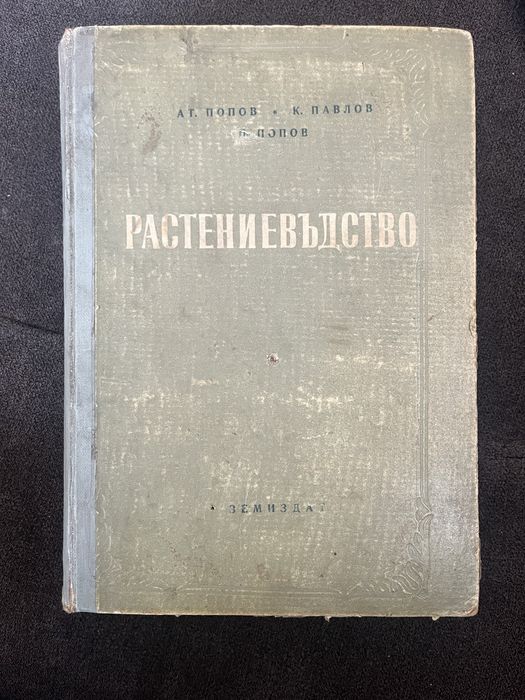 АТ. ПОПОВ • К. ПАВЛОВ
П. ПОПОВ
РАСТЕНИЕВЪДСТВО
ЗЕМИЗДАТ